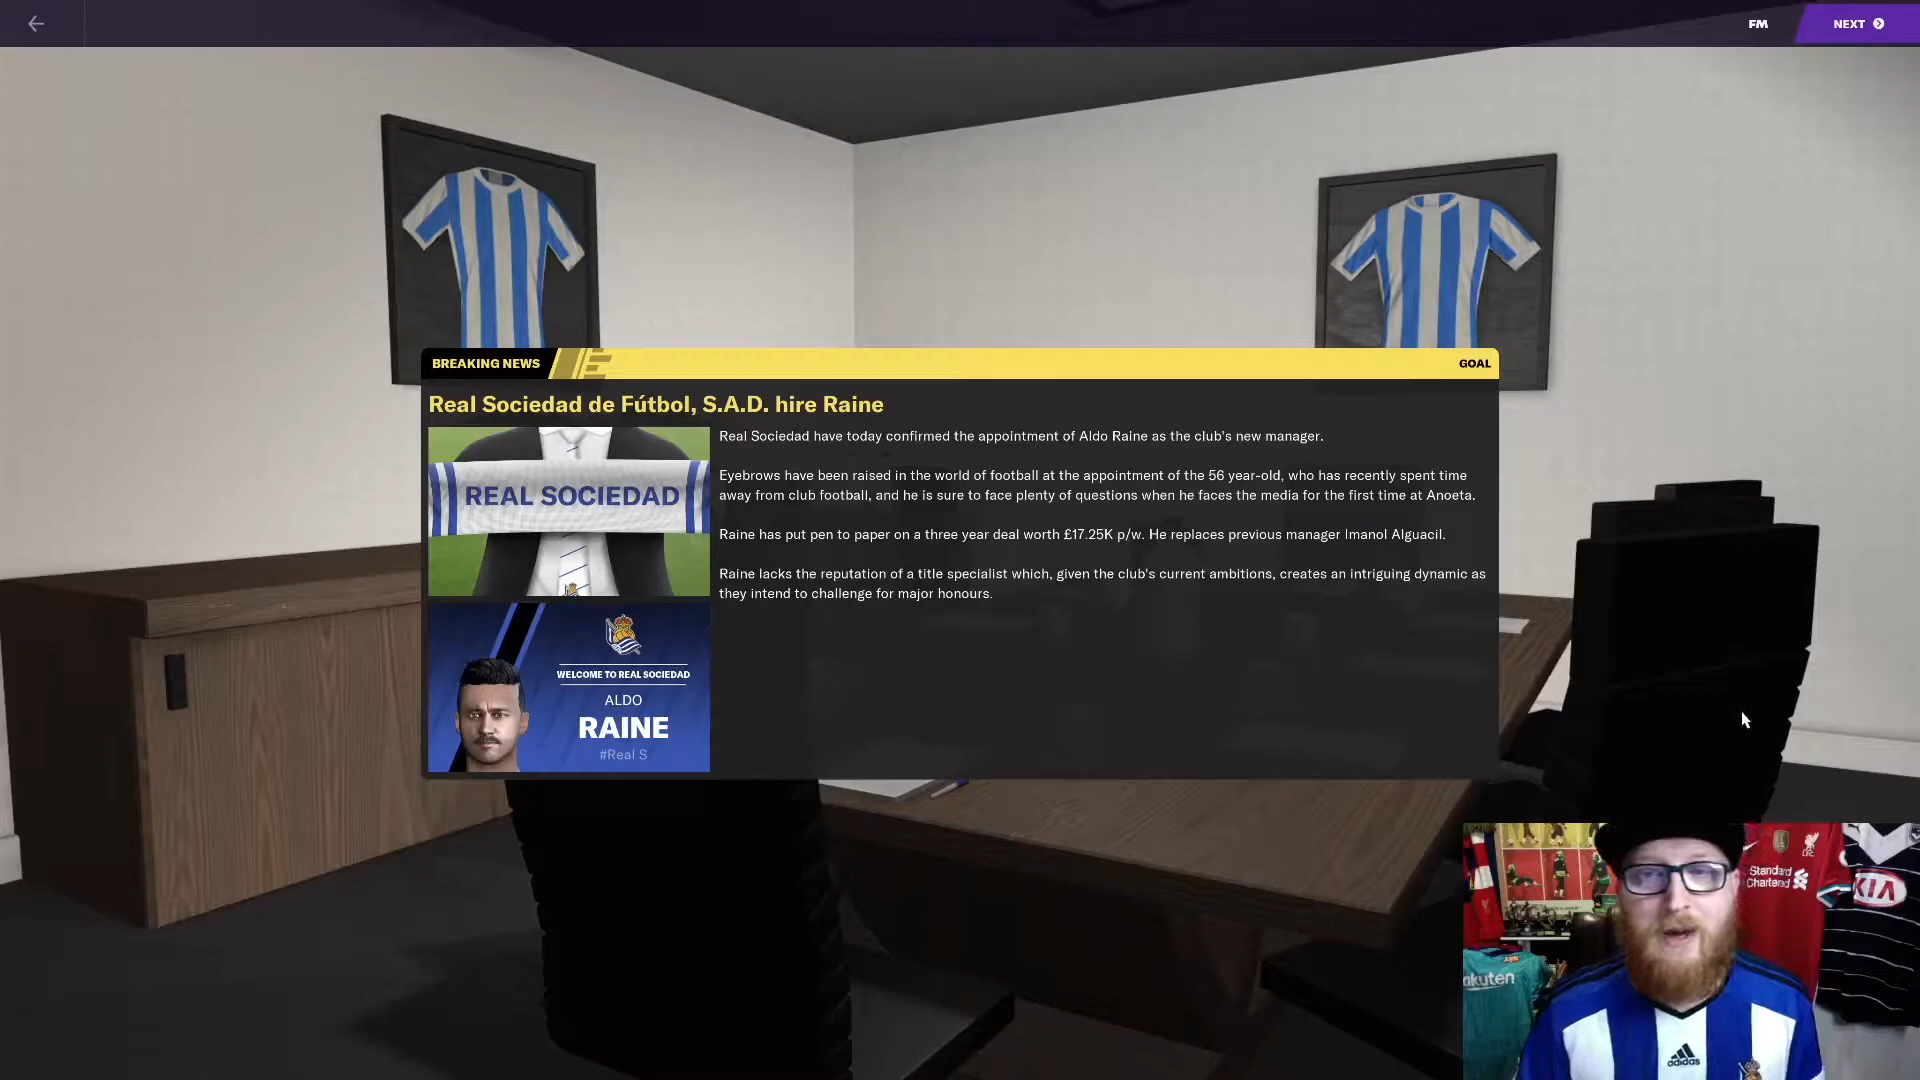 FM
NEXT
BREAKING NEWS
GOAL
Real Sociedad de Fútbol, S.A.D. hire Raine
REAL SOCIEDAD
Real Sociedad have today confirmed the appointment of Aldo Raine as the club's new manager.
Eyebrows have been raised in the world of football at the appointment of the 56 year-old, who has recently spent time
away from club football, and he is sure to face plenty of questions when he faces the media for the first time at Anoeta.
Raine has put pen to paper on a three year deal worth £17.25K p/w. He replaces previous manager Imanol Alguacil.
Raine lacks the reputation of a title specialist which, given the club's current ambitions, creates an intriguing dynamic as
they intend to challenge for major honours.
WELCOME TO REAL SOCIEDAD
ALDO
RAINE
#Real S
Standard
Chartered
KIA
akuten
adidas